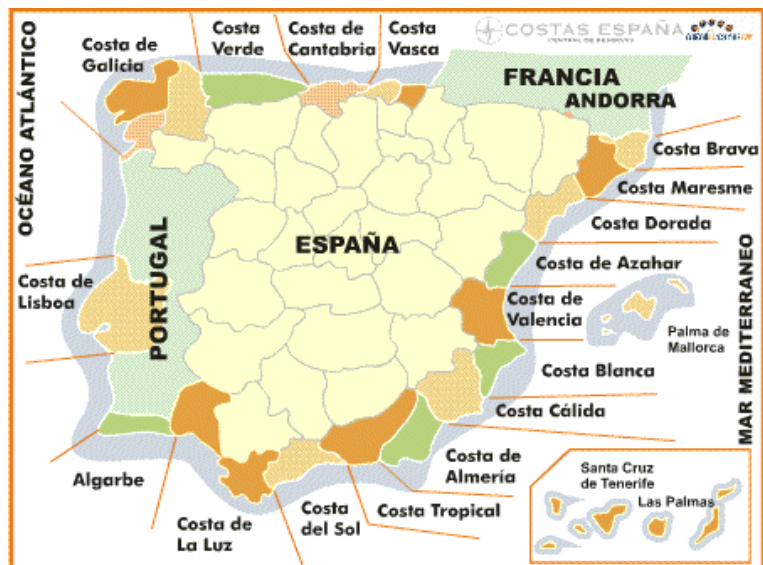 OCÉANO ATLÁNTICO
Costa de
Galicia
Costa
Verde
Costa de
Cantabria
Costa
Vasca
COSTAS ESPAÑA
CENTRAL DE RESERVAS
FRANCIA
ANDORRA
Costa Brava
Costa Maresme
Costa Dorada
ESPAÑA
PORTUGAL
Costa de
Lisboa
Costa de Azahar
Costa de
Valencia
Palma de
Mallorca
MAR MEDITERRANEO
Costa Blanca
Costa Cálida
Costa de
Almería
Algarbe
Costa de
La Luz
Costa
del Sol
Costa Tropical
Santa Cruz
de Tenerife
Las Palmas